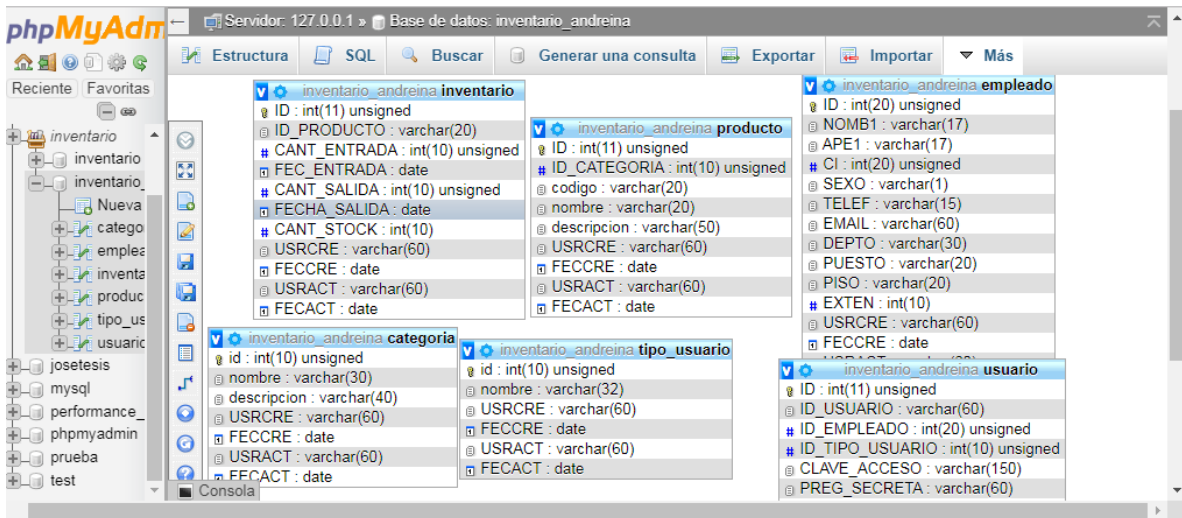 phpMyAdm
Servidor: 127.0.0.1 » Base de datos: inventario_andreina
Estructura SQL Buscar Generar una consulta Exportar Importar Más
Reciente Favoritas
inventario
inventario
inventario_
Nueva
catego
emplea
inventa
produc
tipo_us
usuaric
josetesis
mysql
performance_
phpmyadmin
prueba
test
inventario_andreina inventario
ID : int(11) unsigned
ID_PRODUCTO : varchar(20)
CANT_ENTRADA : int(10) unsigned
FEC_ENTRADA : date
CANT_SALIDA : int(10) unsigned
FECHA_SALIDA : date
CANT_STOCK : int(10)
USRCRE : varchar(60)
FECCRE : date
USRACT : varchar(60)
FECACT : date
inventario_andreina producto
ID : int(11) unsigned
ID_CATEGORIA : int(10) unsigned
codigo : varchar(20)
nombre : varchar(20)
descripcion : varchar(50)
USRCRE : varchar(60)
FECCRE : date
USRACT : varchar(60)
FECACT : date
inventario_andreina empleado
ID : int(20) unsigned
NOMB1 : varchar(17)
APE1 : varchar(17)
CI : int(20) unsigned
SEXO : varchar(1)
TELEF : varchar(15)
EMAIL : varchar(60)
DEPTO : varchar(30)
PUESTO : varchar(20)
PISO : varchar(20)
EXTEN : int(10)
USRCRE : varchar(60)
FECCRE : date
inventario_andreina categoria
id : int(10) unsigned
nombre : varchar(30)
descripcion : varchar(40)
USRCRE : varchar(60)
FECCRE : date
USRACT : varchar(60)
FECACT : date
inventario_andreina tipo_usuario
id : int(10) unsigned
nombre : varchar(32)
USRCRE : varchar(60)
FECCRE : date
USRACT : varchar(60)
FECACT : date
inventario_andreina usuario
ID : int(11) unsigned
ID_USUARIO : varchar(60)
ID_EMPLEADO : int(20) unsigned
ID_TIPO_USUARIO : int(10) unsigned
CLAVE_ACCESO : varchar(150)
PREG_SECRETA : varchar(60)
Consola